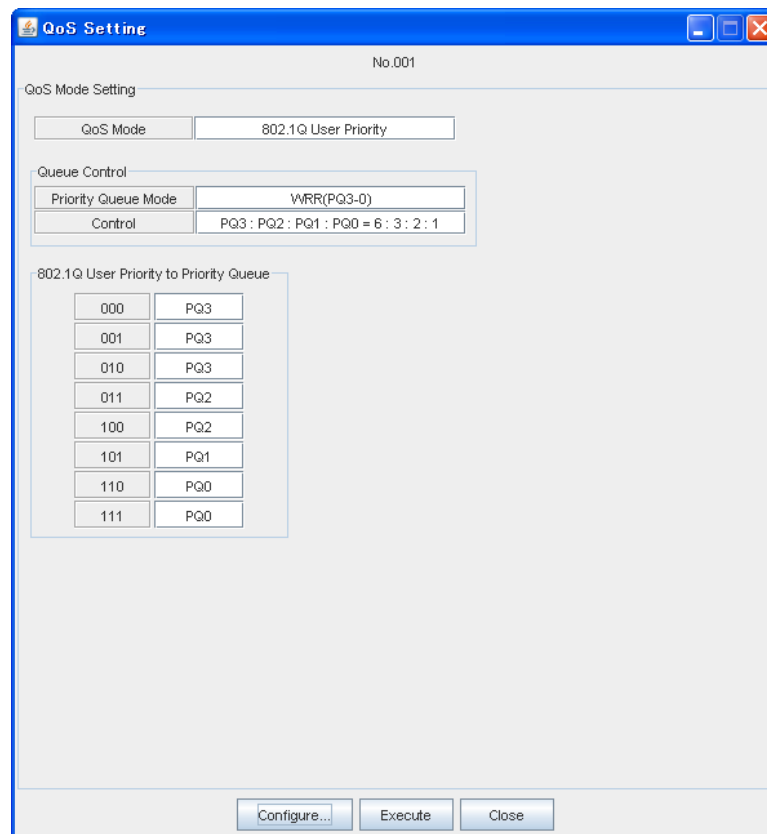 QoS Setting
No.001
QoS Mode Setting
QoS Mode 802.1Q User Priority
Queue Control
Priority Queue Mode WRR(PQ3-0)
Control PQ3 : PQ2 : PQ1 : PQ0 = 6 : 3 : 2 : 1
802.1Q User Priority to Priority Queue
000 PQ3
001 PQ3
010 PQ3
011 PQ2
100 PQ2
101 PQ1
110 PQ0
111 PQ0
Configure... Execute Close